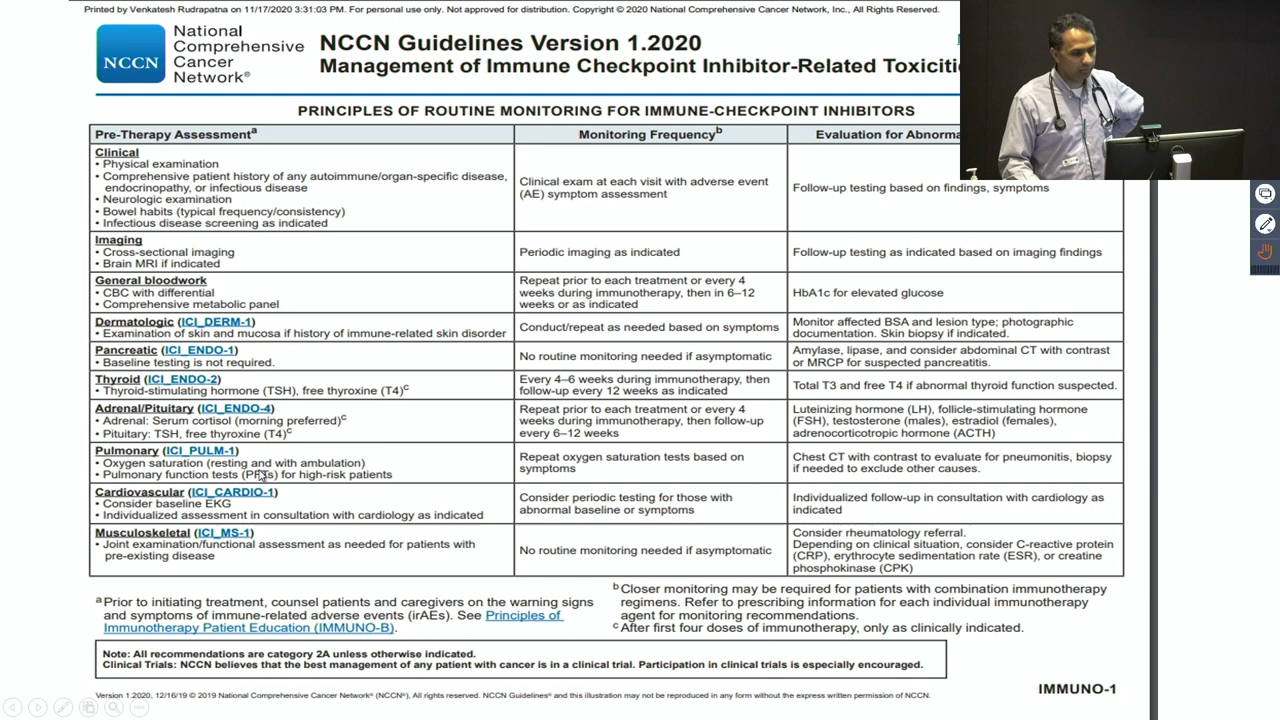 Printed by Venkatesh Rudrapatna on 11/17/2020 3:31:03 PM. For personal use only. Not approved for distribution. Copyright © 2020 National Comprehensive Cancer Network, Inc., All Rights Reserved.
NCCN
National
Comprehensive
Cancer
Network®
NCCN Guidelines Version 1.2020
Management of Immune Checkpoint Inhibitor-Related Toxiciti
PRINCIPLES OF ROUTINE MONITORING FOR IMMUNE-CHECKPOINT INHIBITORS
Pre-Therapy Assessmentᵃ
Monitoring Frequencyᵇ
Evaluation for Abnorma
Clinical
• Physical examination
• Comprehensive patient history of any autoimmune/organ-specific disease,
endocrinopathy, or infectious disease
• Neurologic examination
• Bowel habits (typical frequency/consistency)
• Infectious disease screening as indicated
Clinical exam at each visit with adverse event
(AE) symptom assessment
Follow-up testing based on findings, symptoms
Imaging
• Cross-sectional imaging
• Brain MRI if indicated
Periodic imaging as indicated
Follow-up testing as indicated based on imaging findings
General bloodwork
• CBC with differential
• Comprehensive metabolic panel
Repeat prior to each treatment or every 4
weeks during immunotherapy, then in 6–12
weeks or as indicated
HbA1c for elevated glucose
Dermatologic (ICI_DERM-1)
• Examination of skin and mucosa if history of immune-related skin disorder
Conduct/repeat as needed based on symptoms
Monitor affected BSA and lesion type; photographic
documentation. Skin biopsy if indicated.
Pancreatic (ICI_ENDO-1)
• Baseline testing is not required.
No routine monitoring needed if asymptomatic
Amylase, lipase, and consider abdominal CT with contrast
or MRCP for suspected pancreatitis.
Thyroid (ICI_ENDO-2)
• Thyroid-stimulating hormone (TSH), free thyroxine (T4)ᶜ
Every 4–6 weeks during immunotherapy, then
follow-up every 12 weeks as indicated
Total T3 and free T4 if abnormal thyroid function suspected.
Adrenal/Pituitary (ICI_ENDO-4)
• Adrenal: Serum cortisol (morning preferred)ᶜ
• Pituitary: TSH, free thyroxine (T4)ᶜ
Repeat prior to each treatment or every 4
weeks during immunotherapy, then follow-up
every 6–12 weeks
Luteinizing hormone (LH), follicle-stimulating hormone
(FSH), testosterone (males), estradiol (females),
adrenocorticotropic hormone (ACTH)
Pulmonary (ICI_PULM-1)
• Oxygen saturation (resting and with ambulation)
• Pulmonary function tests (PFTs) for high-risk patients
Repeat oxygen saturation tests based on
symptoms
Chest CT with contrast to evaluate for pneumonitis, biopsy
if needed to exclude other causes.
Cardiovascular (ICI_CARDIO-1)
• Consider baseline EKG
• Individualized assessment in consultation with cardiology as indicated
Consider periodic testing for those with
abnormal baseline or symptoms
Individualized follow-up in consultation with cardiology as
indicated
Musculoskeletal (ICI_MS-1)
• Joint examination/functional assessment as needed for patients with
pre-existing disease
No routine monitoring needed if asymptomatic
Consider rheumatology referral.
Depending on clinical situation, consider C-reactive protein
(CRP), erythrocyte sedimentation rate (ESR), or creatine
phosphokinase (CPK)
ᵃ Prior to initiating treatment, counsel patients and caregivers on the warning signs
and symptoms of immune-related adverse events (irAEs). See Principles of
Immunotherapy Patient Education (IMMUNO-B).
ᵇ Closer monitoring may be required for patients with combination immunotherapy
regimens. Refer to prescribing information for each individual immunotherapy
agent for monitoring recommendations.
ᶜ After first four doses of immunotherapy, only as clinically indicated.
Note: All recommendations are category 2A unless otherwise indicated.
Clinical Trials: NCCN believes that the best management of any patient with cancer is in a clinical trial. Participation in clinical trials is especially encouraged.
Version 1.2020, 12/16/19 © 2019 National Comprehensive Cancer Network® (NCCN®), All rights reserved. NCCN Guidelines® and this illustration may not be reproduced in any form without the express written permission of NCCN.
IMMUNO-1